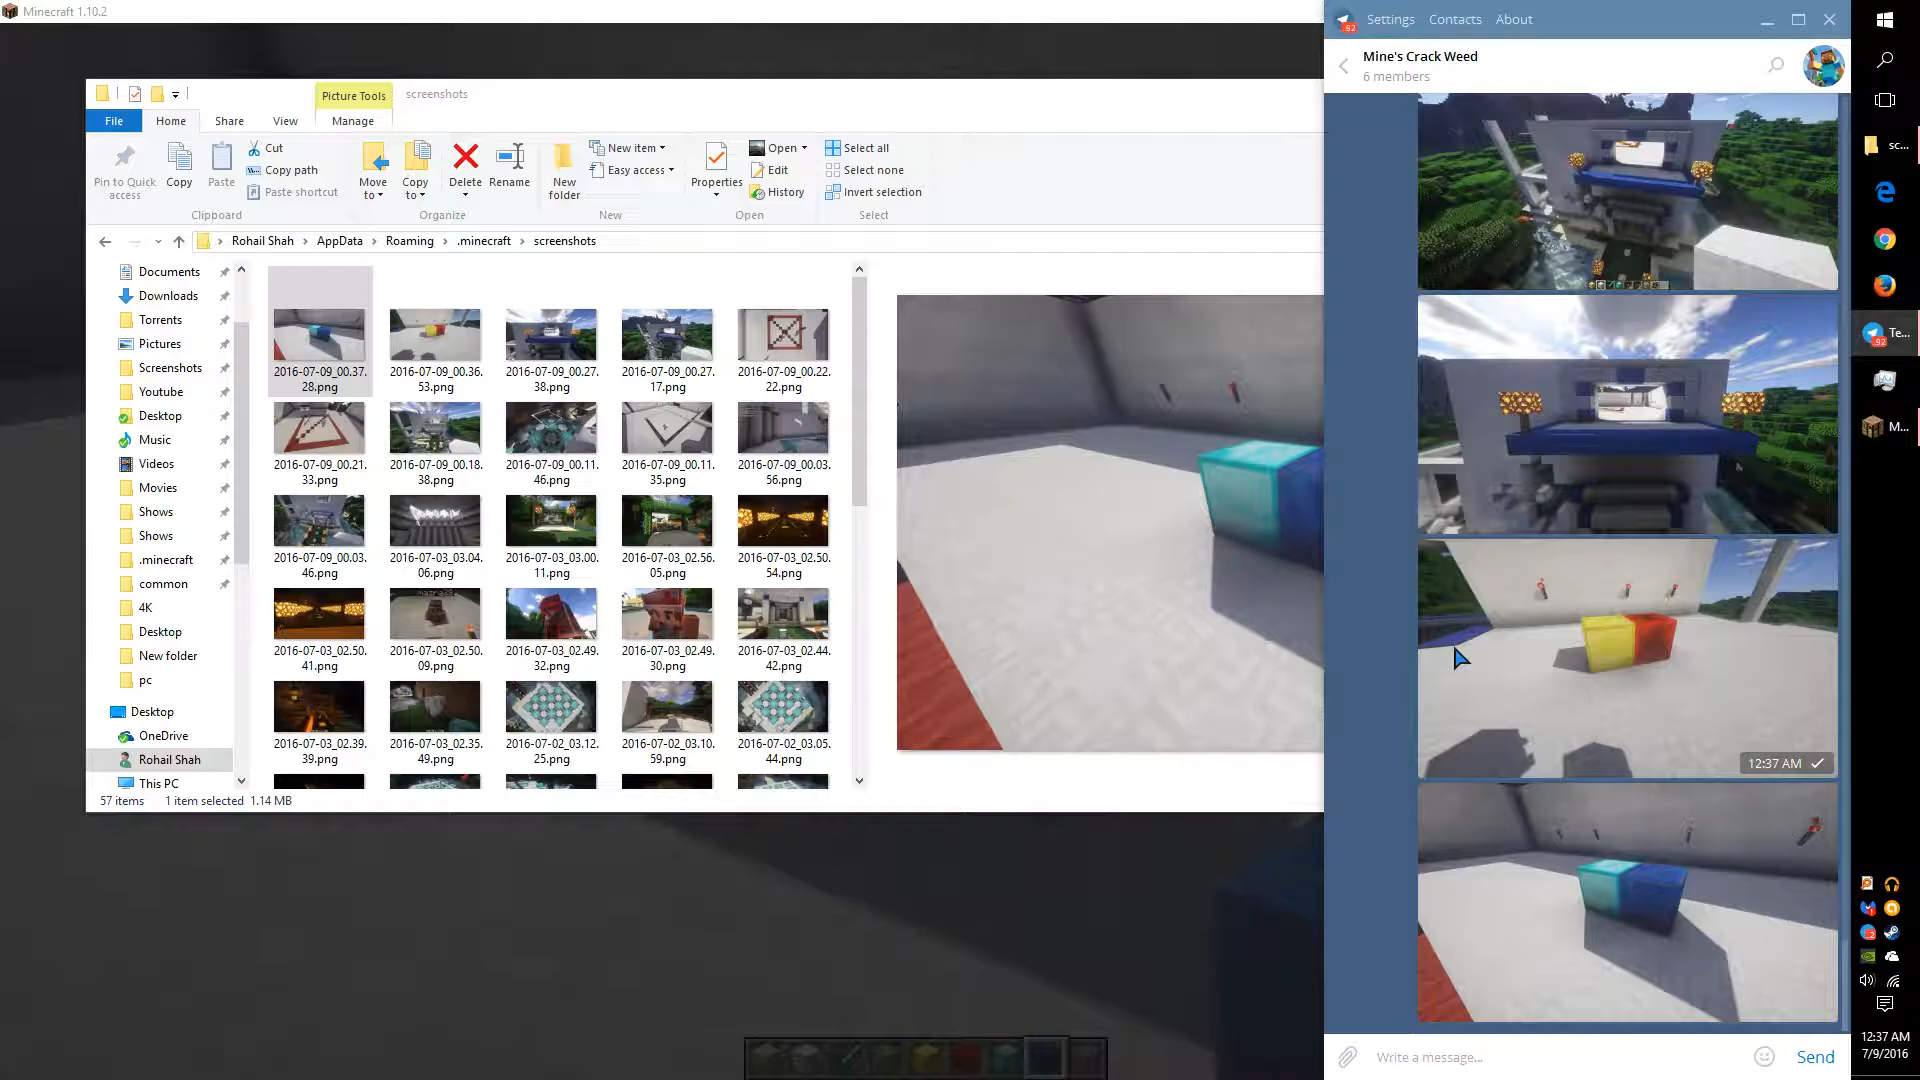 Minecraft 1.10.2
Picture Tools
screenshots
File
Home
Share
View
Manage
Pin to Quick access
Copy
Paste
Cut
Copy path
Paste shortcut
Clipboard
Move to
Copy to
Delete
Rename
Organize
New folder
New item
Easy access
New
Properties
Open
Edit
History
Open
Select all
Select none
Invert selection
Select
Rohail Shah
AppData
Roaming
.minecraft
screenshots
Documents
Downloads
Torrents
Pictures
Screenshots
Youtube
Desktop
Music
Videos
Movies
Shows
Shows
.minecraft
common
4K
Desktop
New folder
pc
Desktop
OneDrive
Rohail Shah
This PC
2016-07-09_00.37.28.png
2016-07-09_00.36.53.png
2016-07-09_00.27.38.png
2016-07-09_00.27.17.png
2016-07-09_00.22.22.png
2016-07-09_00.21.33.png
2016-07-09_00.18.38.png
2016-07-09_00.11.46.png
2016-07-09_00.11.35.png
2016-07-09_00.03.56.png
2016-07-09_00.03.46.png
2016-07-03_03.04.06.png
2016-07-03_03.00.11.png
2016-07-03_02.56.05.png
2016-07-03_02.50.54.png
2016-07-03_02.50.41.png
2016-07-03_02.50.09.png
2016-07-03_02.49.32.png
2016-07-03_02.49.30.png
2016-07-03_02.44.42.png
2016-07-03_02.39.39.png
2016-07-03_02.35.49.png
2016-07-02_03.12.25.png
2016-07-02_03.10.59.png
2016-07-02_03.05.44.png
57 items
1 item selected 1.14 MB
92
Settings
Contacts
About
Mine's Crack Weed
6 members
12:37 AM
Write a message...
Send
sc...
Te...
92
M...
2
12:37 AM
7/9/2016